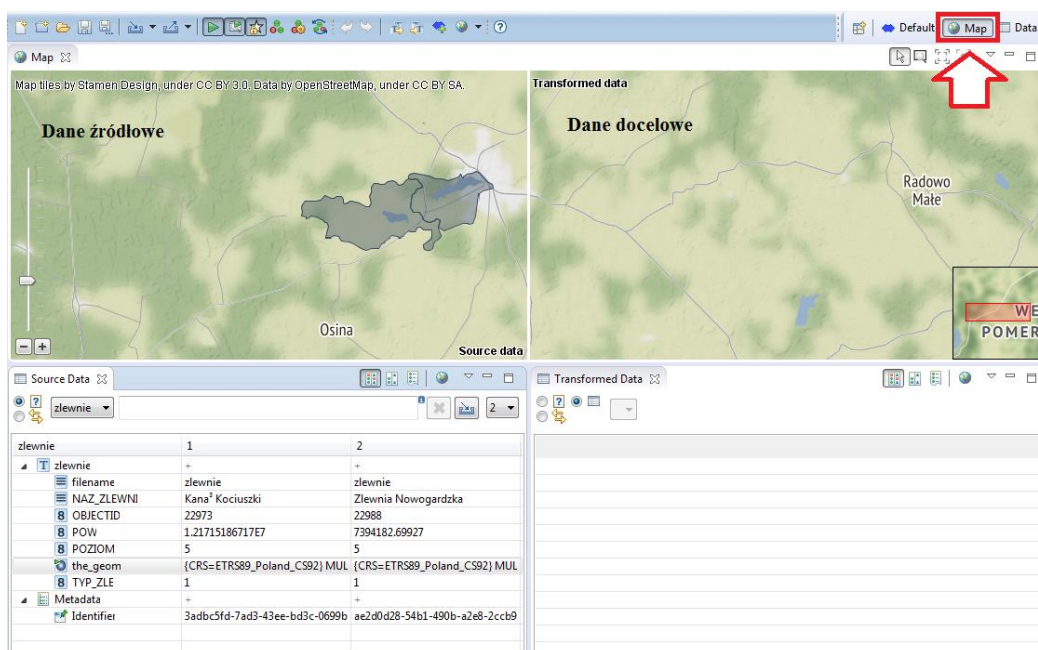 Default
Map
Data
Map
Map tiles by Stamen Design, under CC BY 3.0. Data by OpenStreetMap, under CC BY SA.
Dane źródłowe
Osina
Source data
Transformed data
Dane docelowe
Radowo
Małe
WE
POMER
Source Data
zlewnie
2
zlewnie 1 2
zlewnie + +
filename zlewnie zlewnie
NAZ_ZLEWNI Kana³ Kociuszki Zlewnia Nowogardzka
OBJECTID 22973 22988
POW 1.2171518671 7E7 7394182.69927
POZIOM 5 5
the_geom {CRS=ETRS89_Poland_CS92} MUL {CRS=ETRS89_Poland_CS92} MUL
TYP_ZLE 1 1
Metadata + +
Identifier 3adbc5fd-7ad3-43ee-bd3c-0699b ae2d0d28-54b1-490b-a2e8-2ccb9
Transformed Data